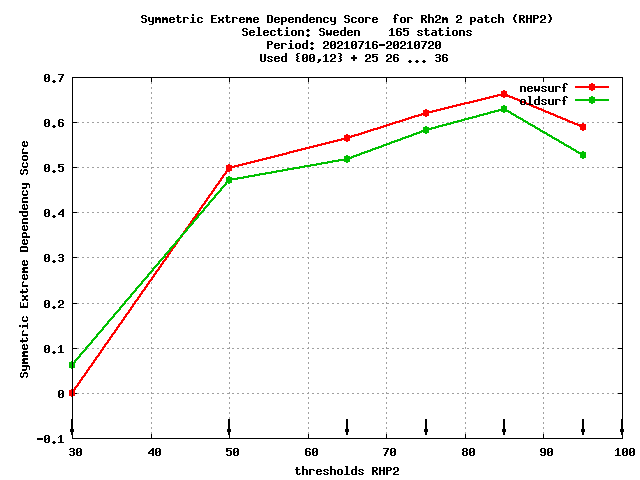 Symmetric Extreme Dependency Score  for Rh2m 2 patch (RHP2)
Selection: Sweden    165 stations
Period: 20210716-20210720
Used {00,12} + 25 26 ... 36
newsurf
oldsurf
Symmetric Extreme Dependency Score
0.7
0.6
0.5
0.4
0.3
0.2
0.1
0
-0.1
30 40 50 60 70 80 90 100
thresholds RHP2